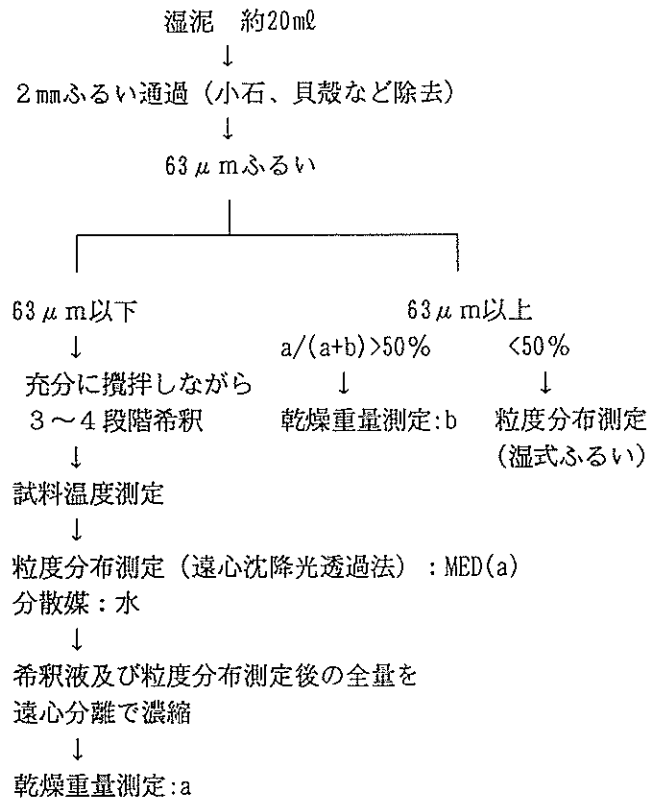 湿泥 約20㎖
↓
2㎜ふるい通過（小石、貝殻など除去）
↓
63μmふるい
63μm以下
↓
充分に攪拌しながら
3～4段階希釈
↓
試料温度測定
↓
粒度分布測定（遠心沈降光透過法）：MED(a)
分散媒：水
↓
希釈液及び粒度分布測定後の全量を
遠心分離で濃縮
↓
乾燥重量測定:a
63μm以上
a/(a+b)>50% <50%
↓ ↓
乾燥重量測定:b 粒度分布測定
(湿式ふるい)